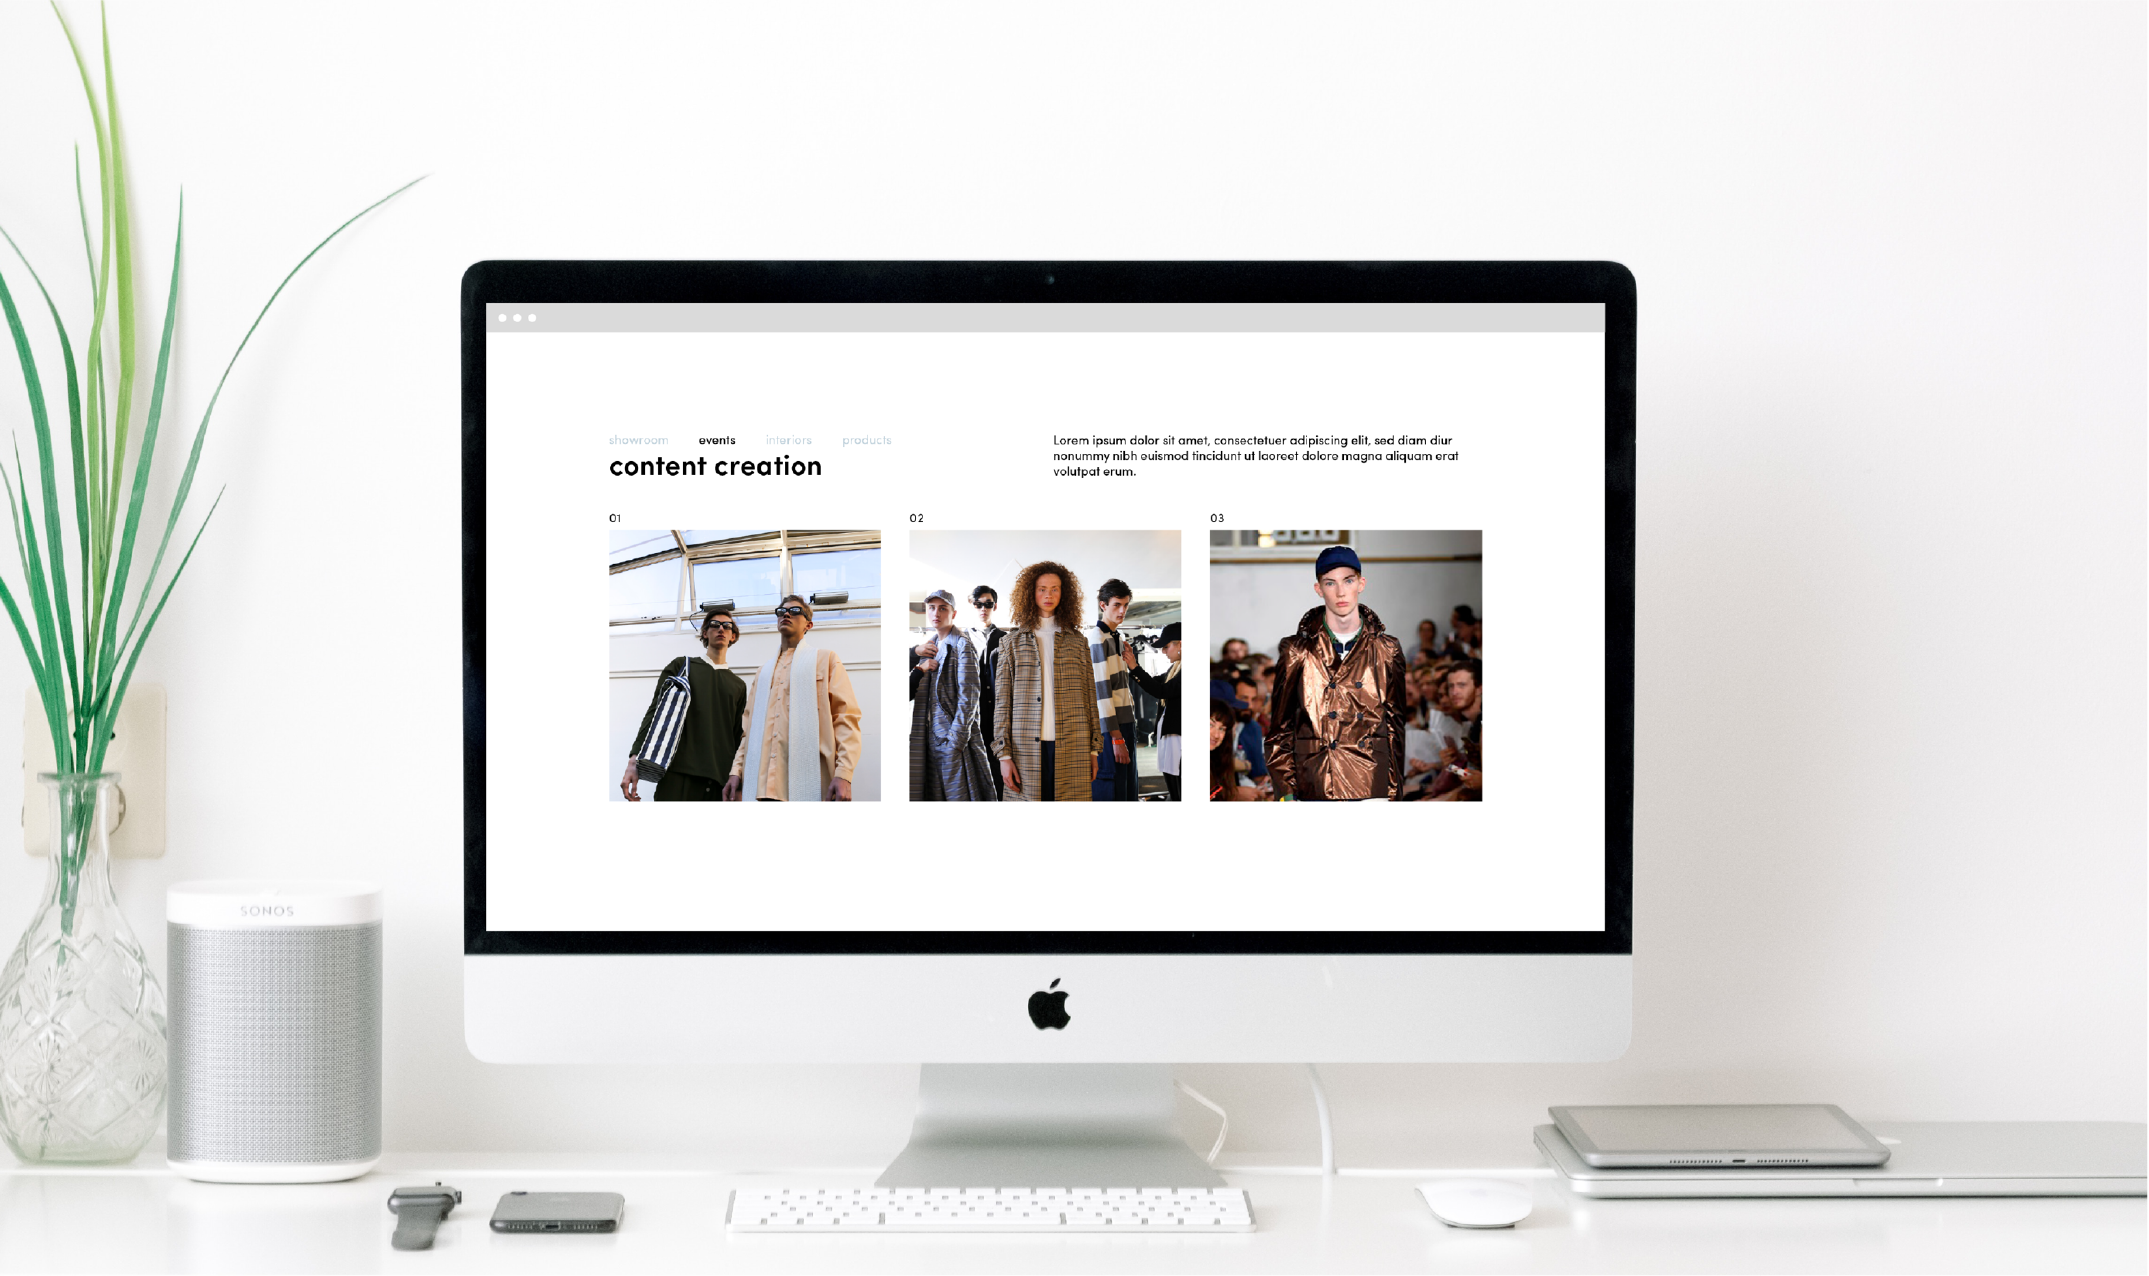 showroom events interiors products
content creation
Lorem ipsum dolor sit amet, consectetuer adipiscing elit, sed diam diur
nonummy nibh euismod tincidunt ut laoreet dolore magna aliquam erat
volutpat erum.
01
02
03
SONOS